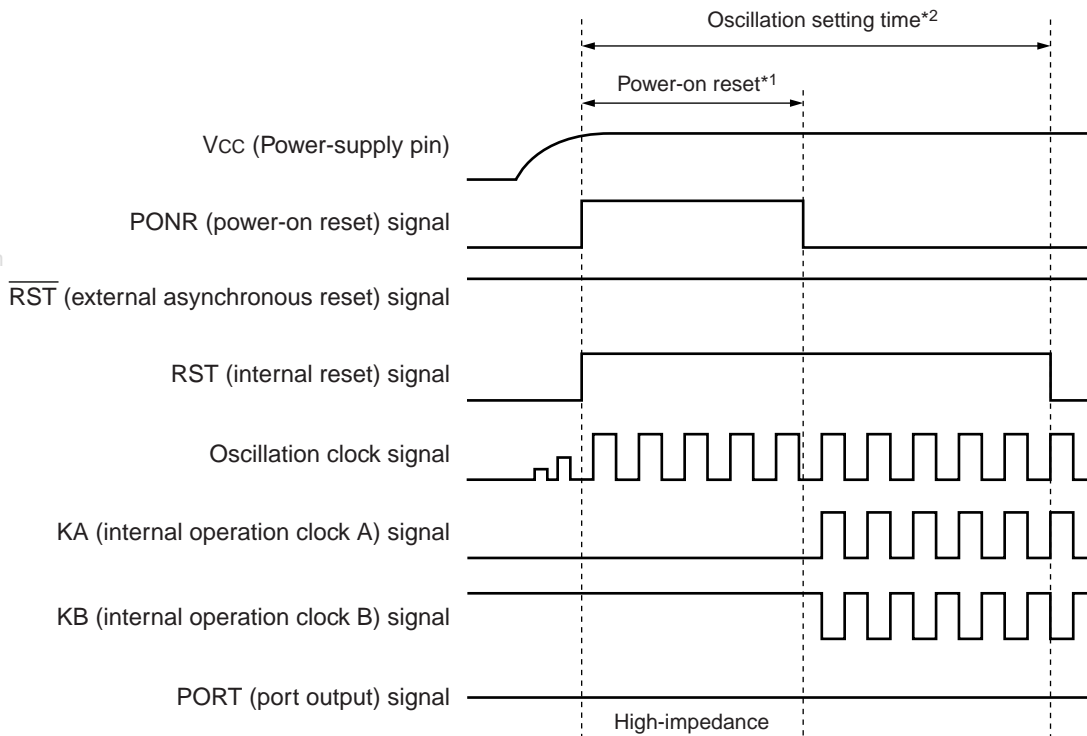 Oscillation setting time*2
Power-on reset*1
Vcc (Power-supply pin)
PONR (power-on reset) signal
RST (external asynchronous reset) signal
RST (internal reset) signal
Oscillation clock signal
KA (internal operation clock A) signal
KB (internal operation clock B) signal
PORT (port output) signal
High-impedance